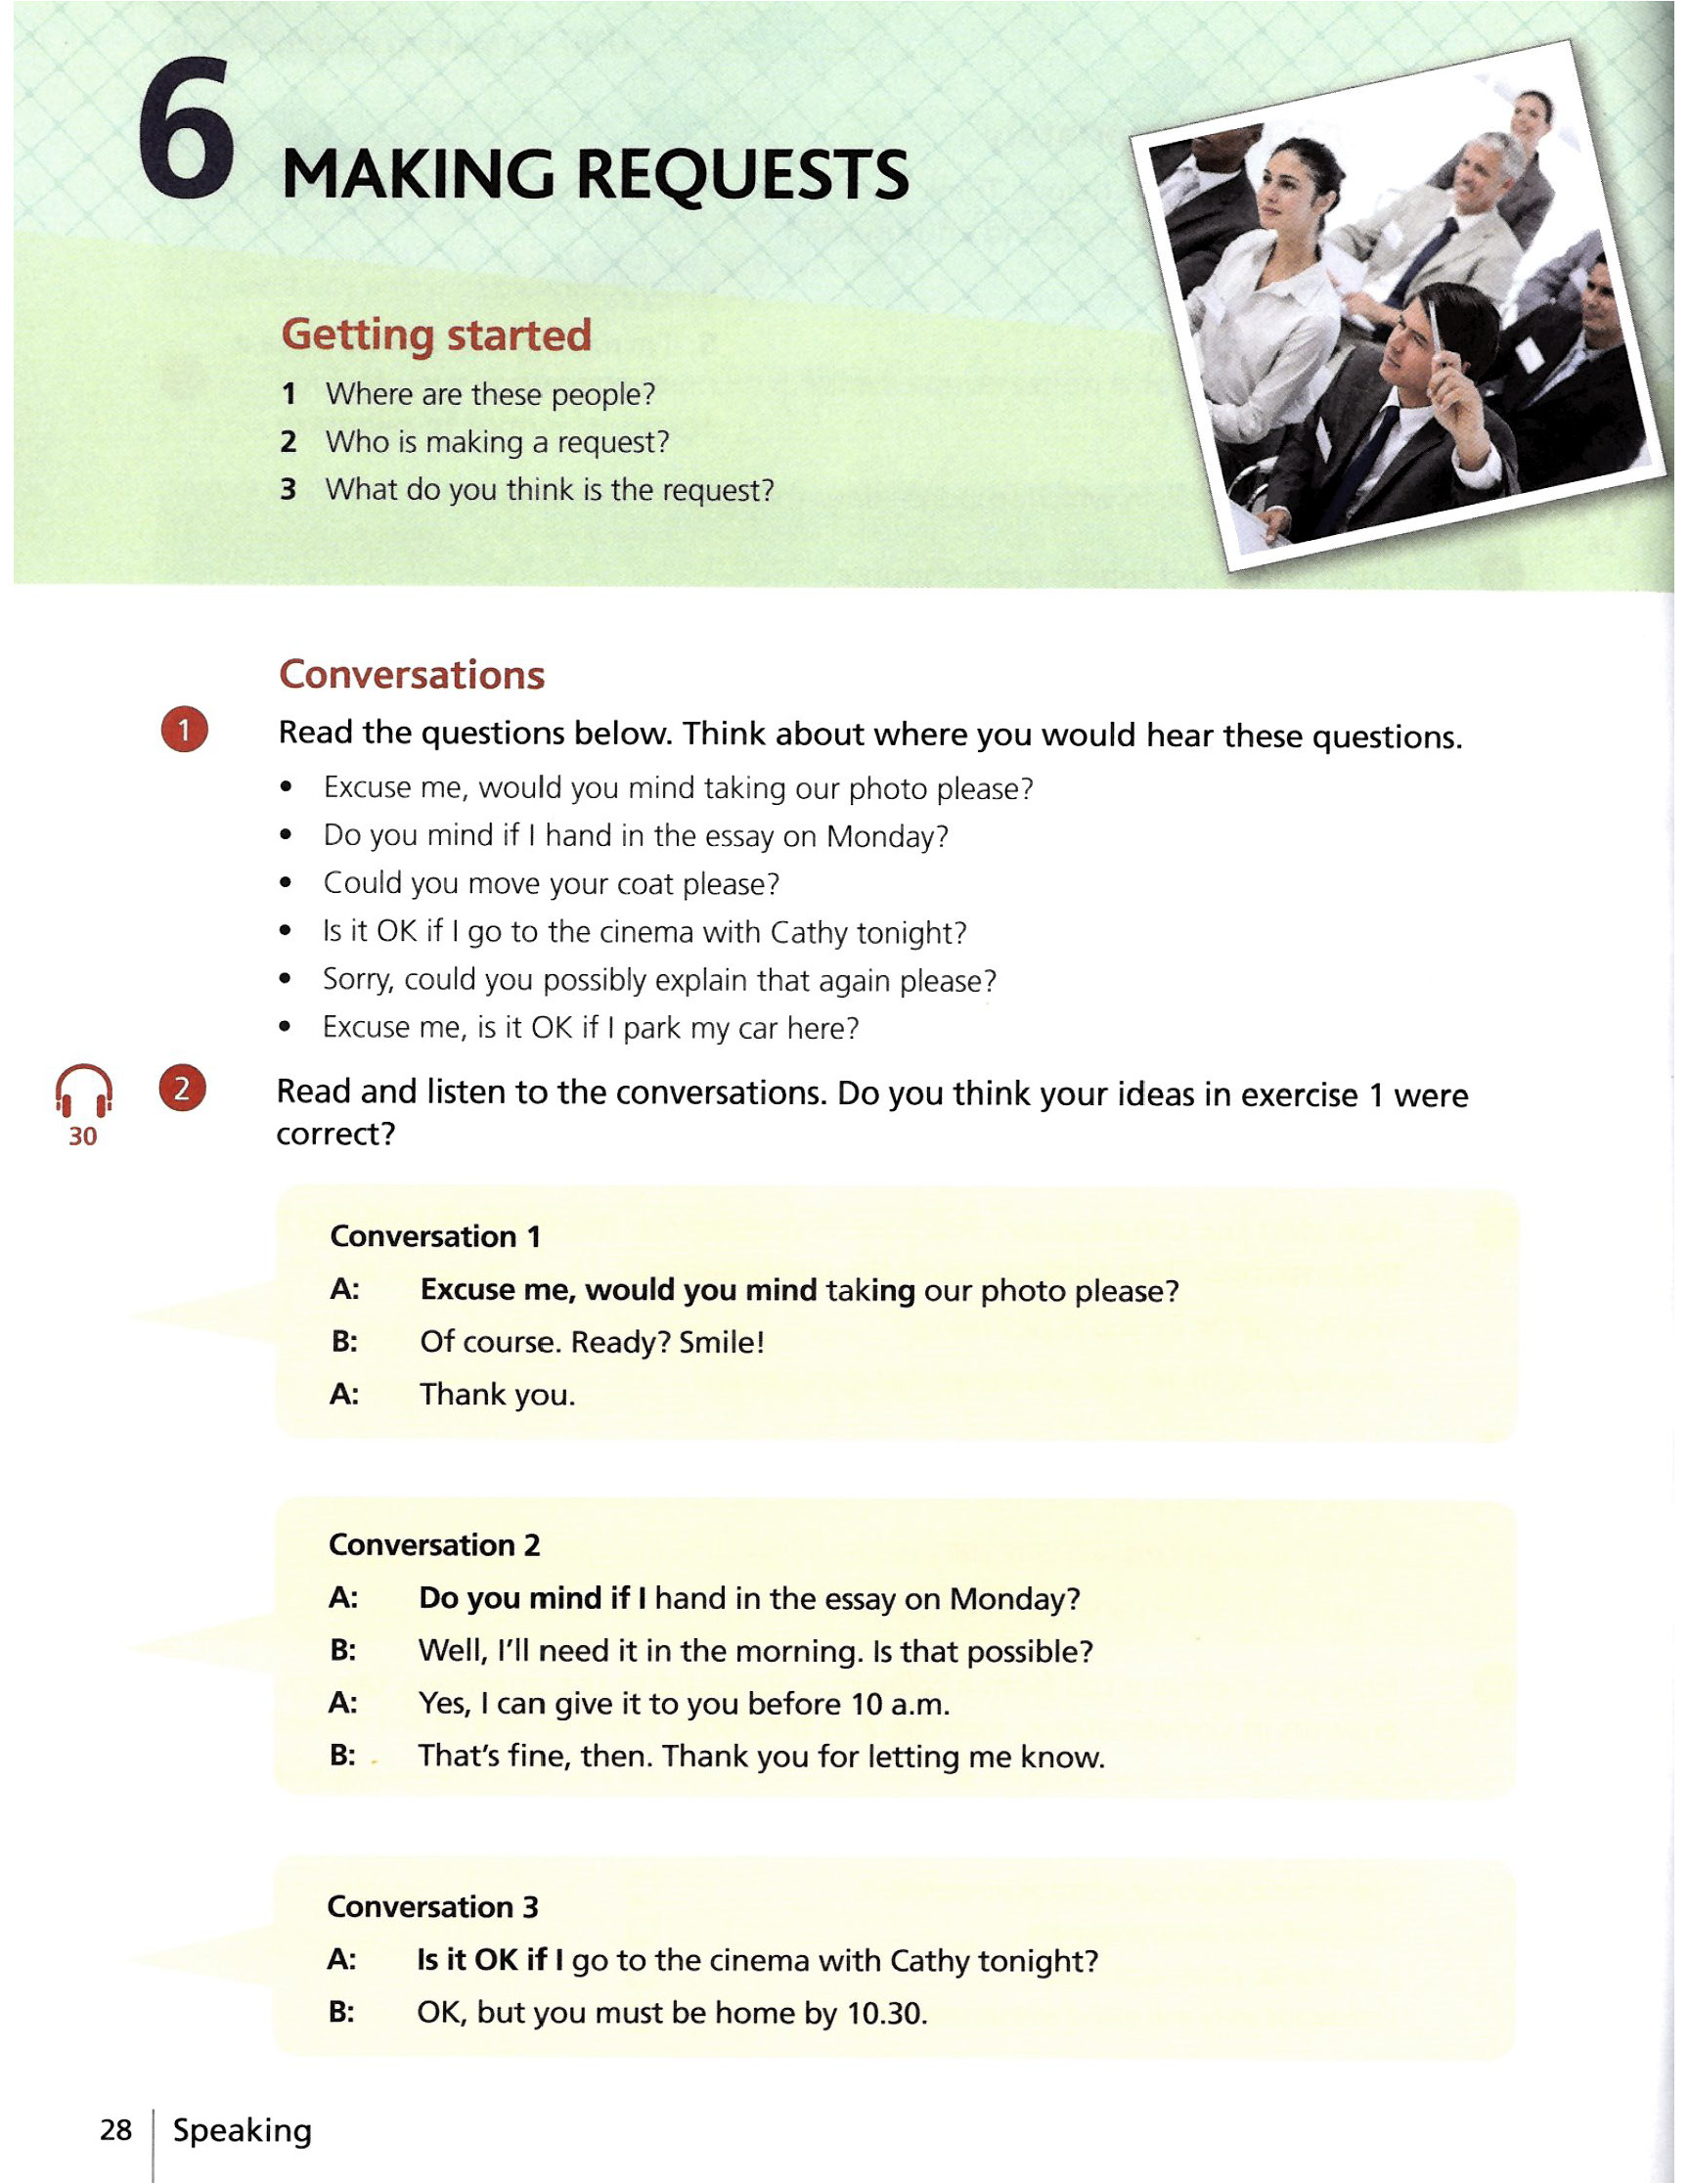 6 MAKING REQUESTS
Getting started
1 Where are these people?
2 Who is making a request?
3 What do you think is the request?
Conversations
1 Read the questions below. Think about where you would hear these questions.
• Excuse me, would you mind taking our photo please?
• Do you mind if I hand in the essay on Monday?
• Could you move your coat please?
• Is it OK if I go to the cinema with Cathy tonight?
• Sorry, could you possibly explain that again please?
• Excuse me, is it OK if I park my car here?
30
2 Read and listen to the conversations. Do you think your ideas in exercise 1 were
correct?
Conversation 1
A: Excuse me, would you mind taking our photo please?
B: Of course. Ready? Smile!
A: Thank you.
Conversation 2
A: Do you mind if I hand in the essay on Monday?
B: Well, I'll need it in the morning. Is that possible?
A: Yes, I can give it to you before 10 a.m.
B: That's fine, then. Thank you for letting me know.
Conversation 3
A: Is it OK if I go to the cinema with Cathy tonight?
B: OK, but you must be home by 10.30.
28 Speaking